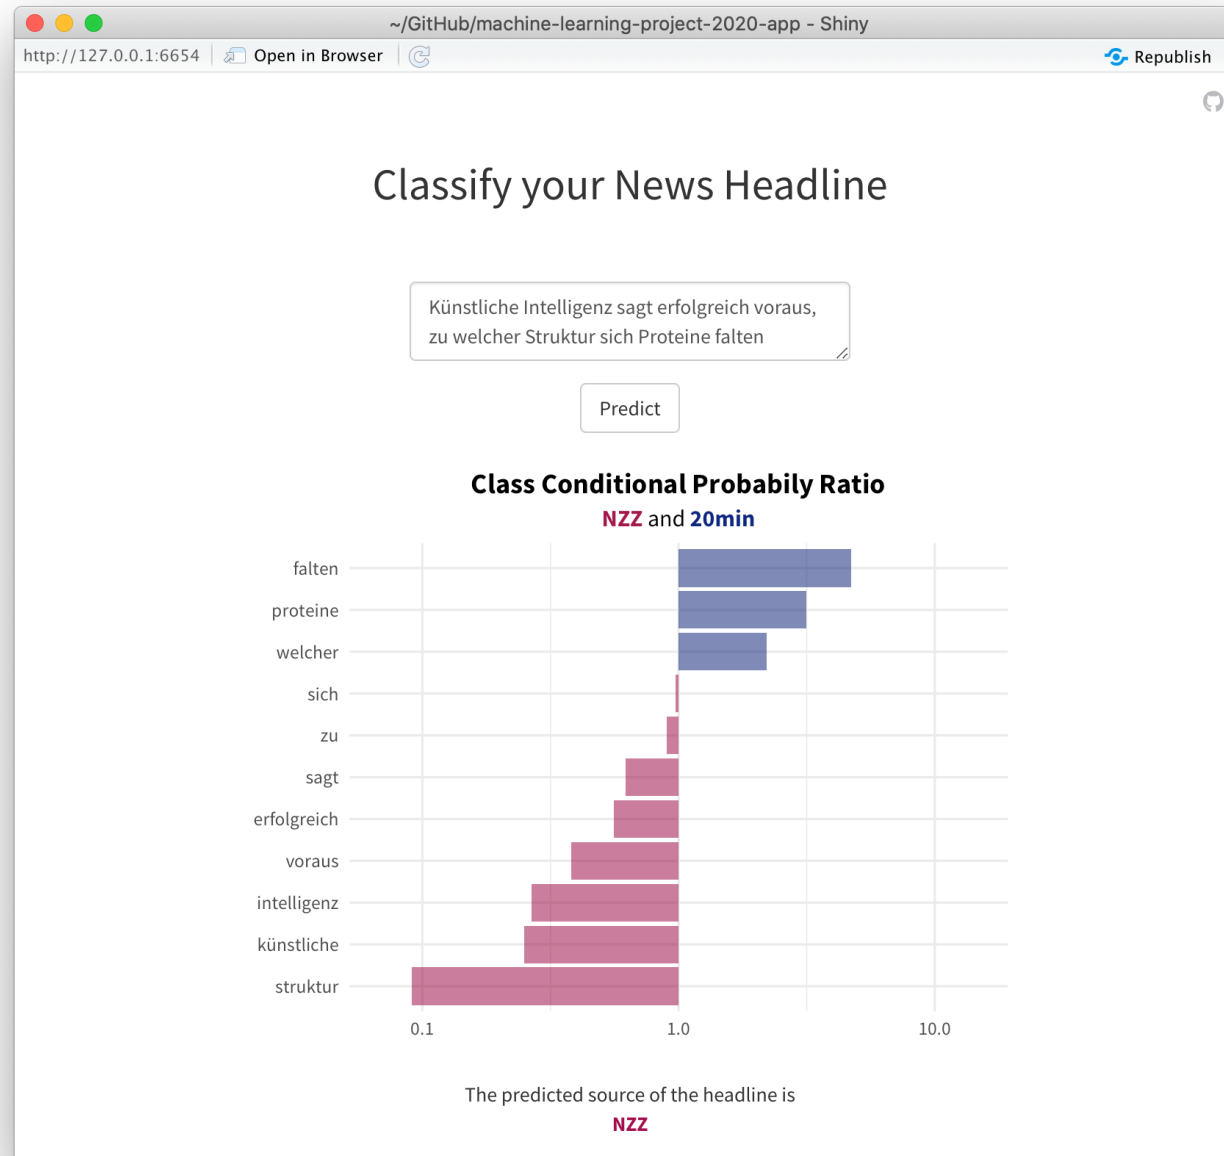 ~/GitHub/machine-learning-project-2020-app - Shiny
http://127.0.0.1:6654
Open in Browser
Republish
Classify your News Headline
Künstliche Intelligenz sagt erfolgreich voraus,
zu welcher Struktur sich Proteine falten
Predict
Class Conditional Probabily Ratio
NZZ and 20min
falten
proteine
welcher
sich
zu
sagt
erfolgreich
voraus
intelligenz
künstliche
struktur
0.1 1.0 10.0
The predicted source of the headline is
NZZ